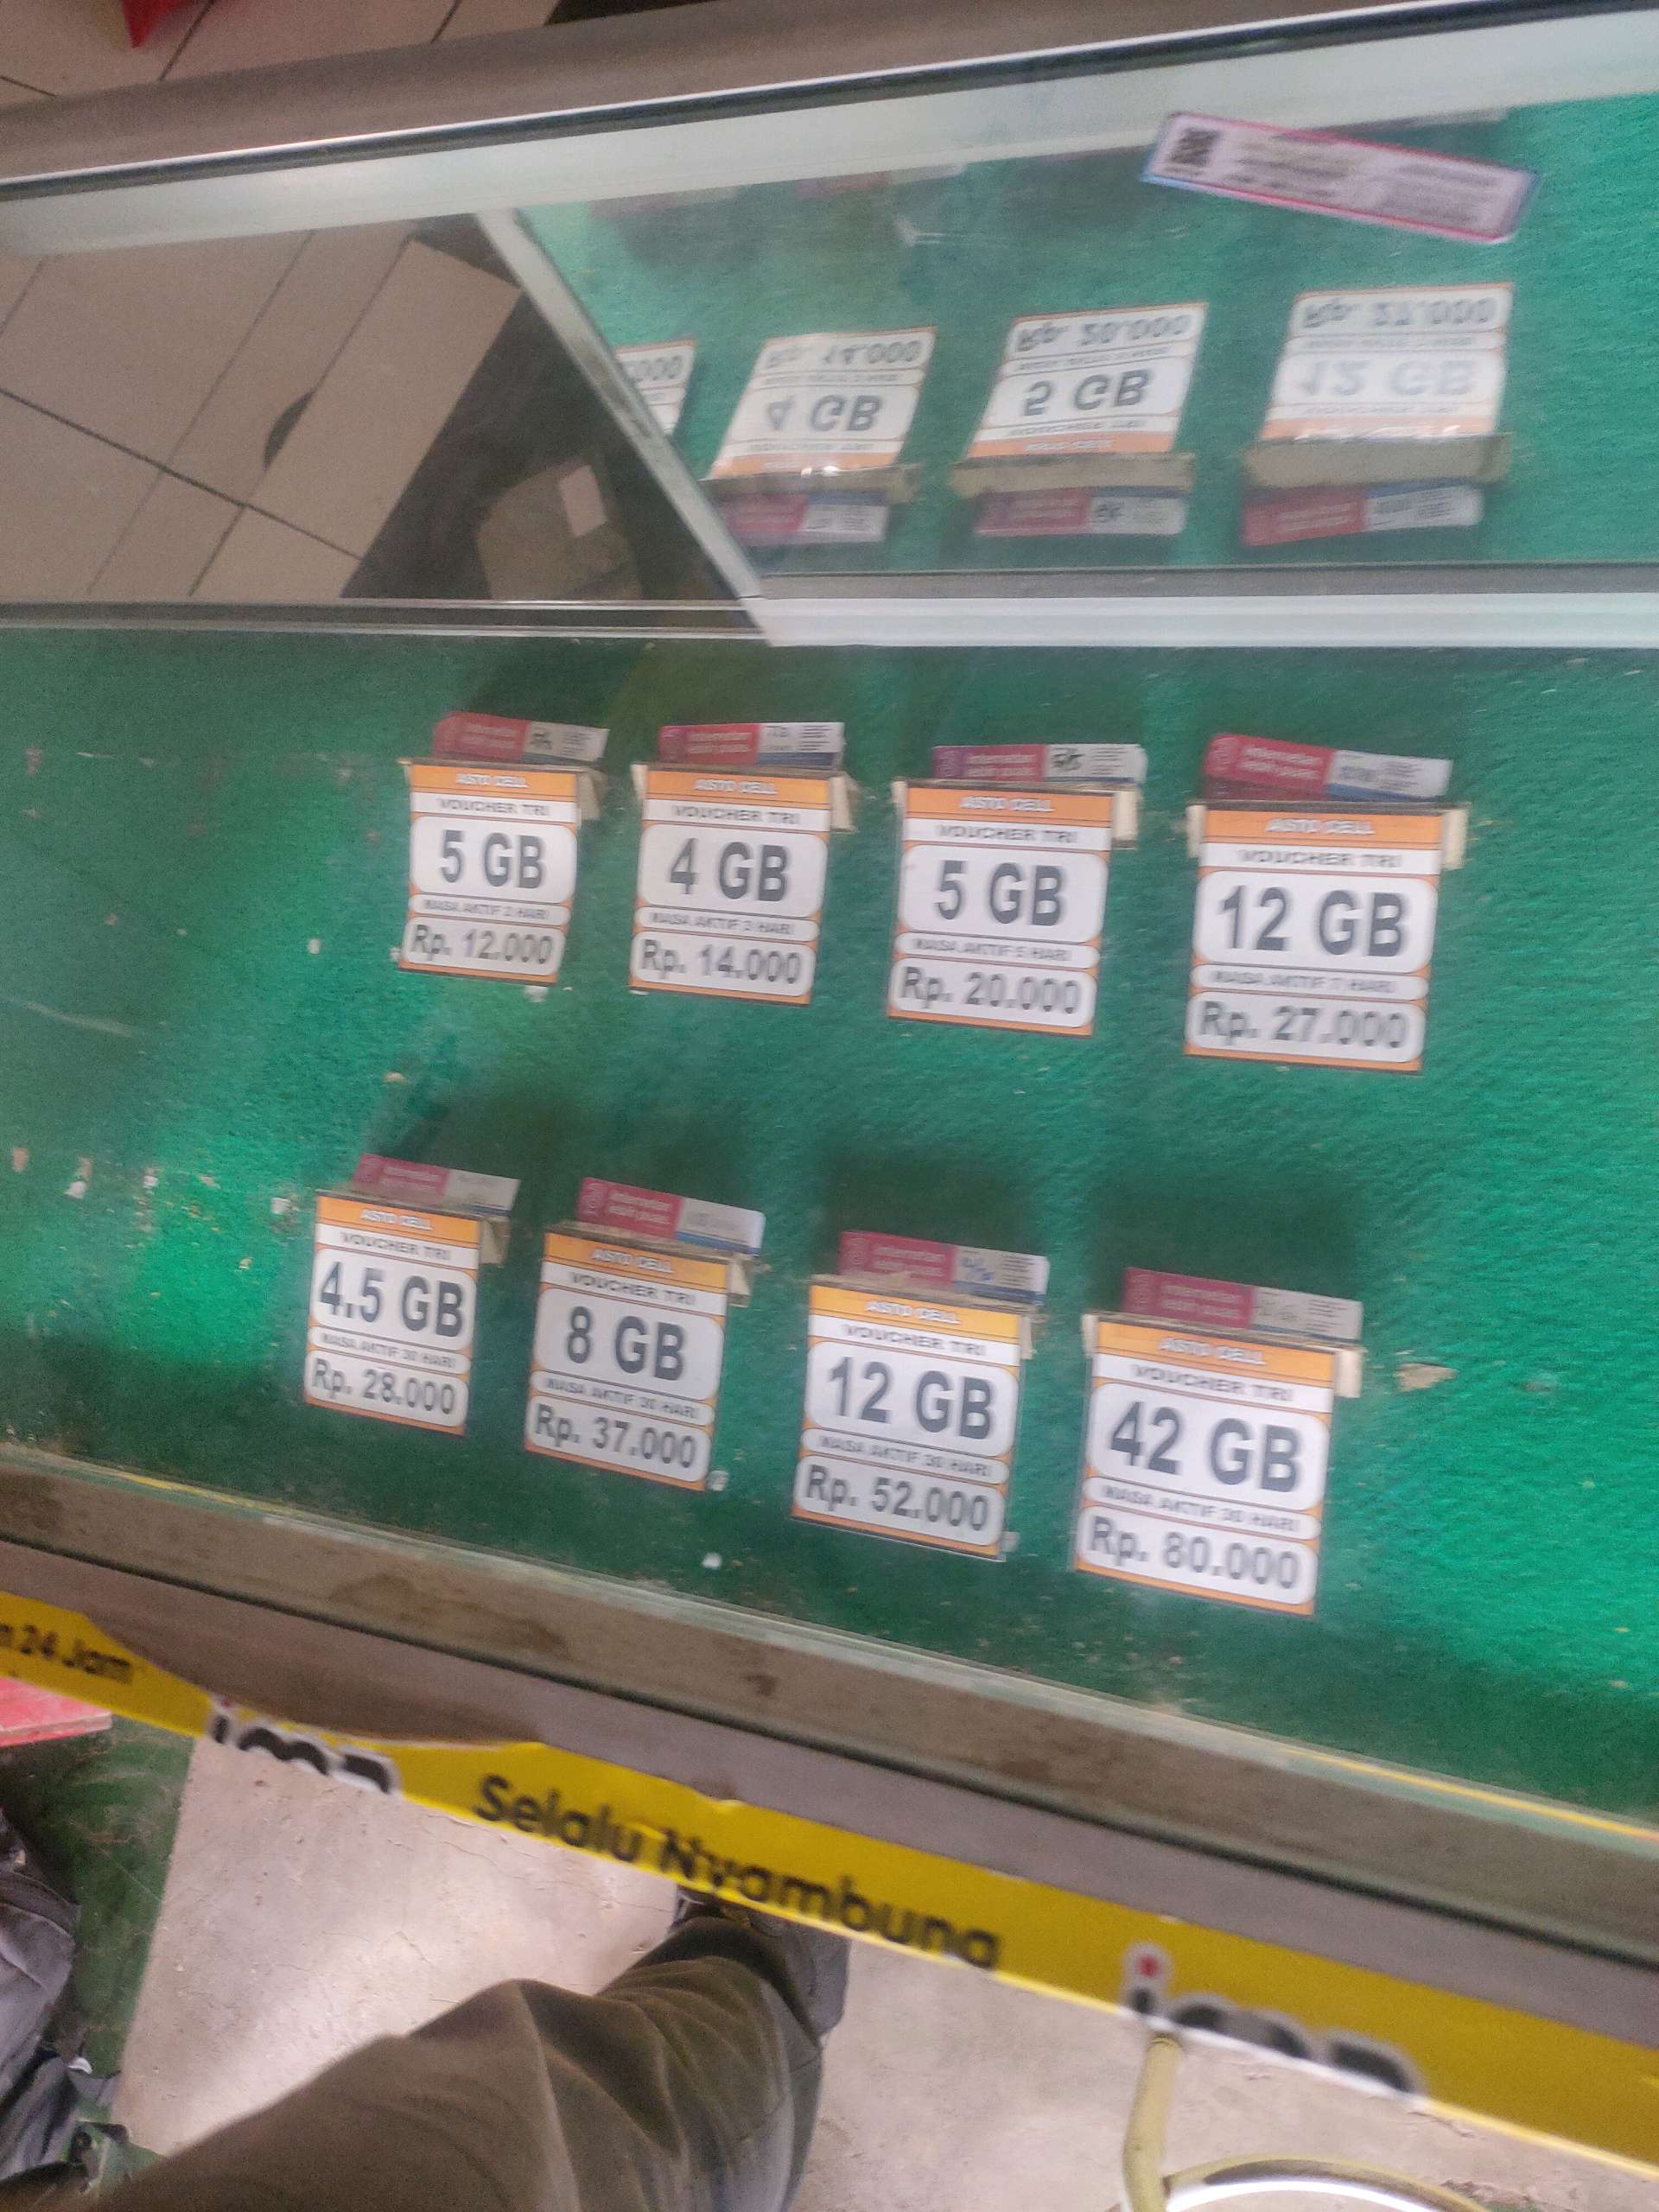 ASTO CELL
VOUCHER TRI
5 GB
MASA AKTIF 2 HARI
Rp. 12.000
ASTO CELL
VOUCHER TRI
4 GB
MASA AKTIF 3 HARI
Rp. 14.000
ASTO CELL
VOUCHER TRI
5 GB
MASA AKTIF 5 HARI
Rp. 20.000
ASTO CELL
VOUCHER TRI
12 GB
MASA AKTIF 7 HARI
Rp. 27.000
ASTO CELL
VOUCHER TRI
4.5 GB
MASA AKTIF 30 HARI
Rp. 28.000
ASTO CELL
VOUCHER TRI
8 GB
MASA AKTIF 30 HARI
Rp. 37.000
ASTO CELL
VOUCHER TRI
12 GB
MASA AKTIF 30 HARI
Rp. 52.000
ASTO CELL
VOUCHER TRI
42 GB
MASA AKTIF 30 HARI
Rp. 80.000
24 Jam
im3
Selalu Nyambung
im3